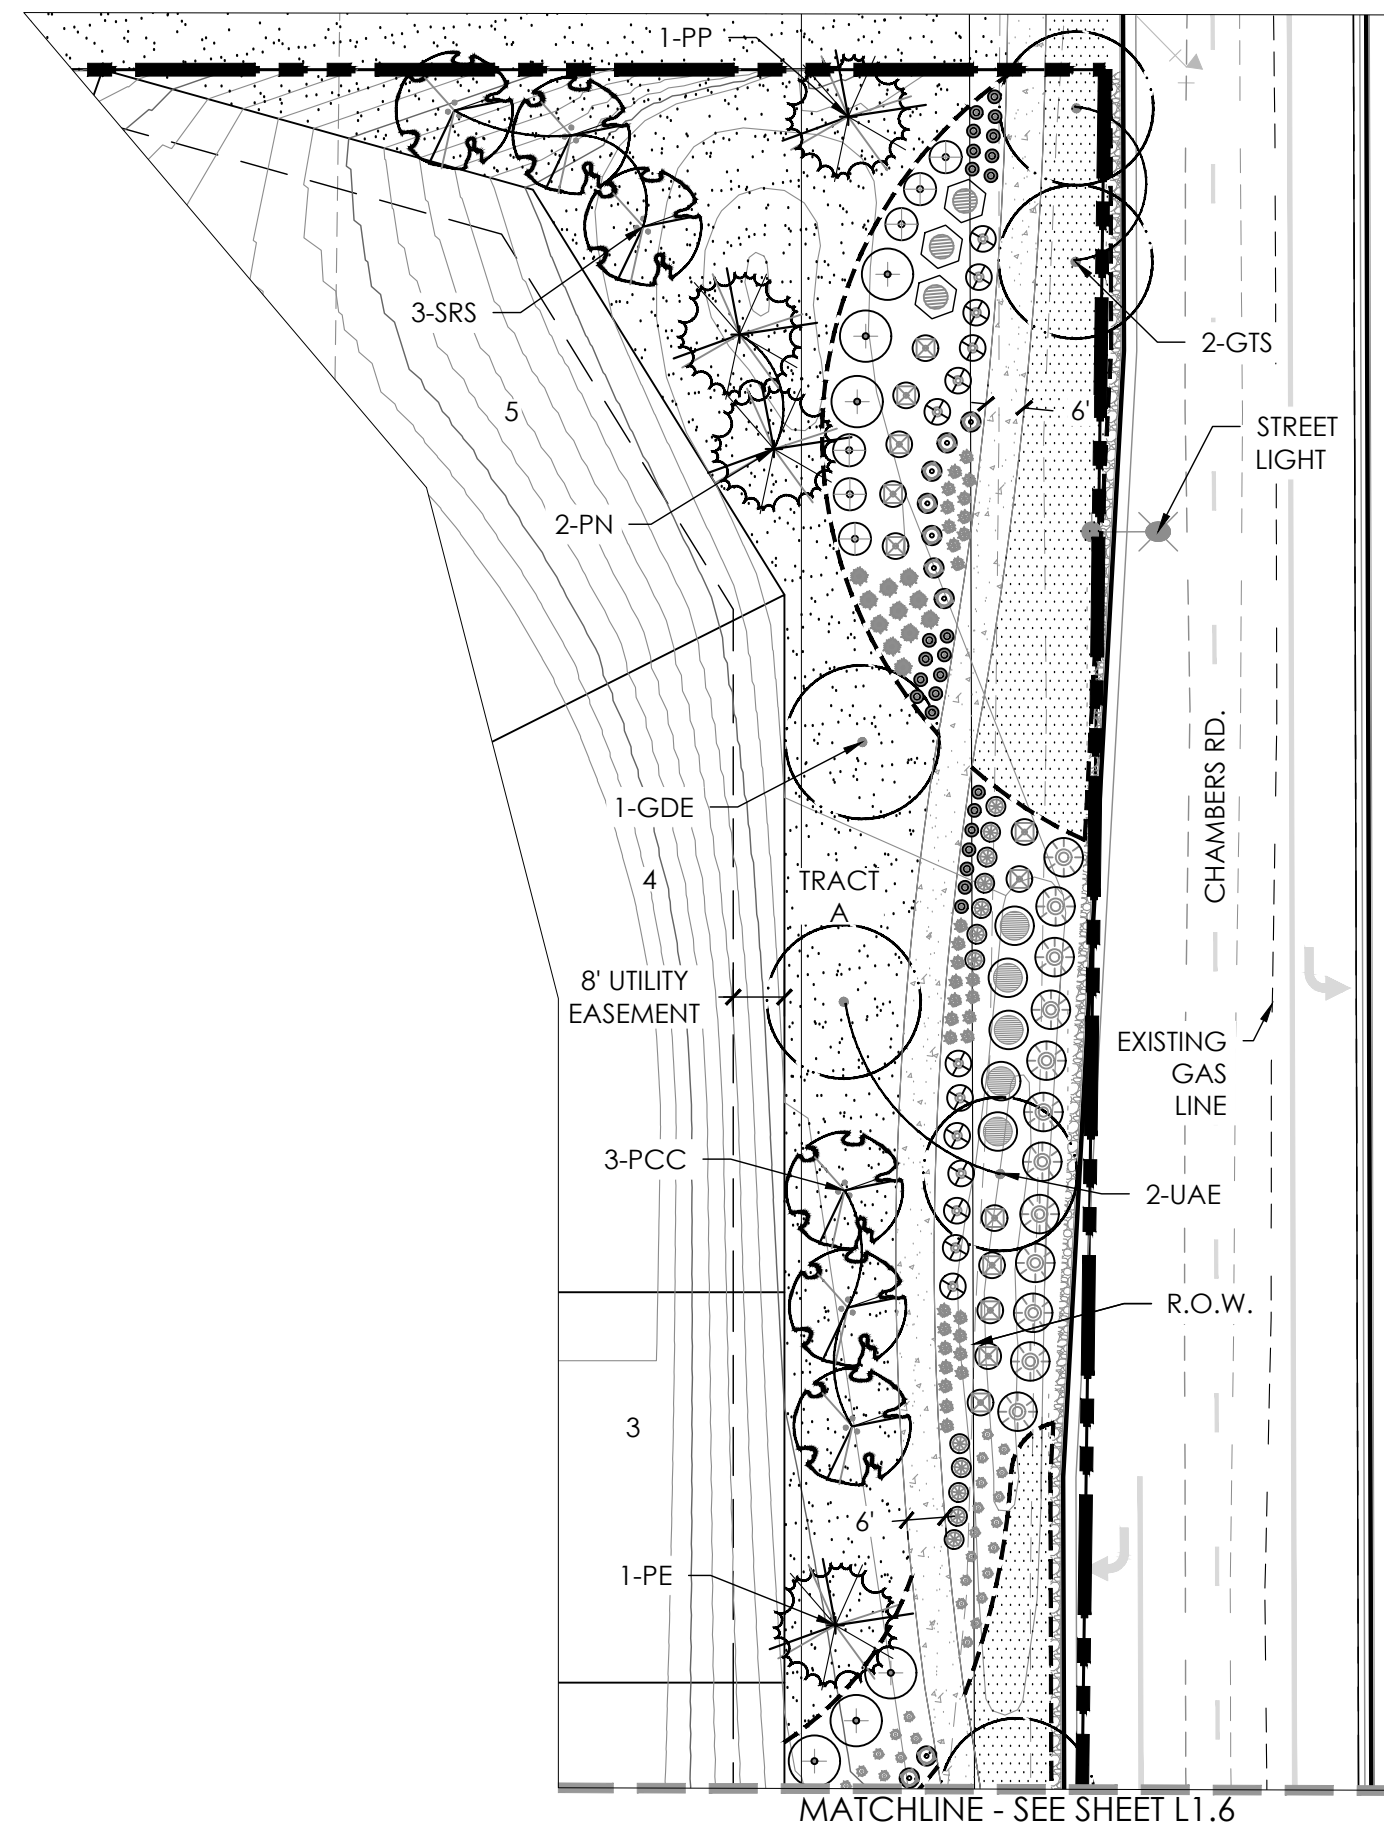 1-PP
3-SRS
2-GTS
5
6'
STREET
LIGHT
2-PN
CHAMBERS RD.
1-GDE
4
TRACT
A
8' UTILITY
EASEMENT
EXISTING
GAS
LINE
3-PCC
2-UAE
R.O.W.
3
6'
1-PE
MATCHLINE - SEE SHEET L1.6